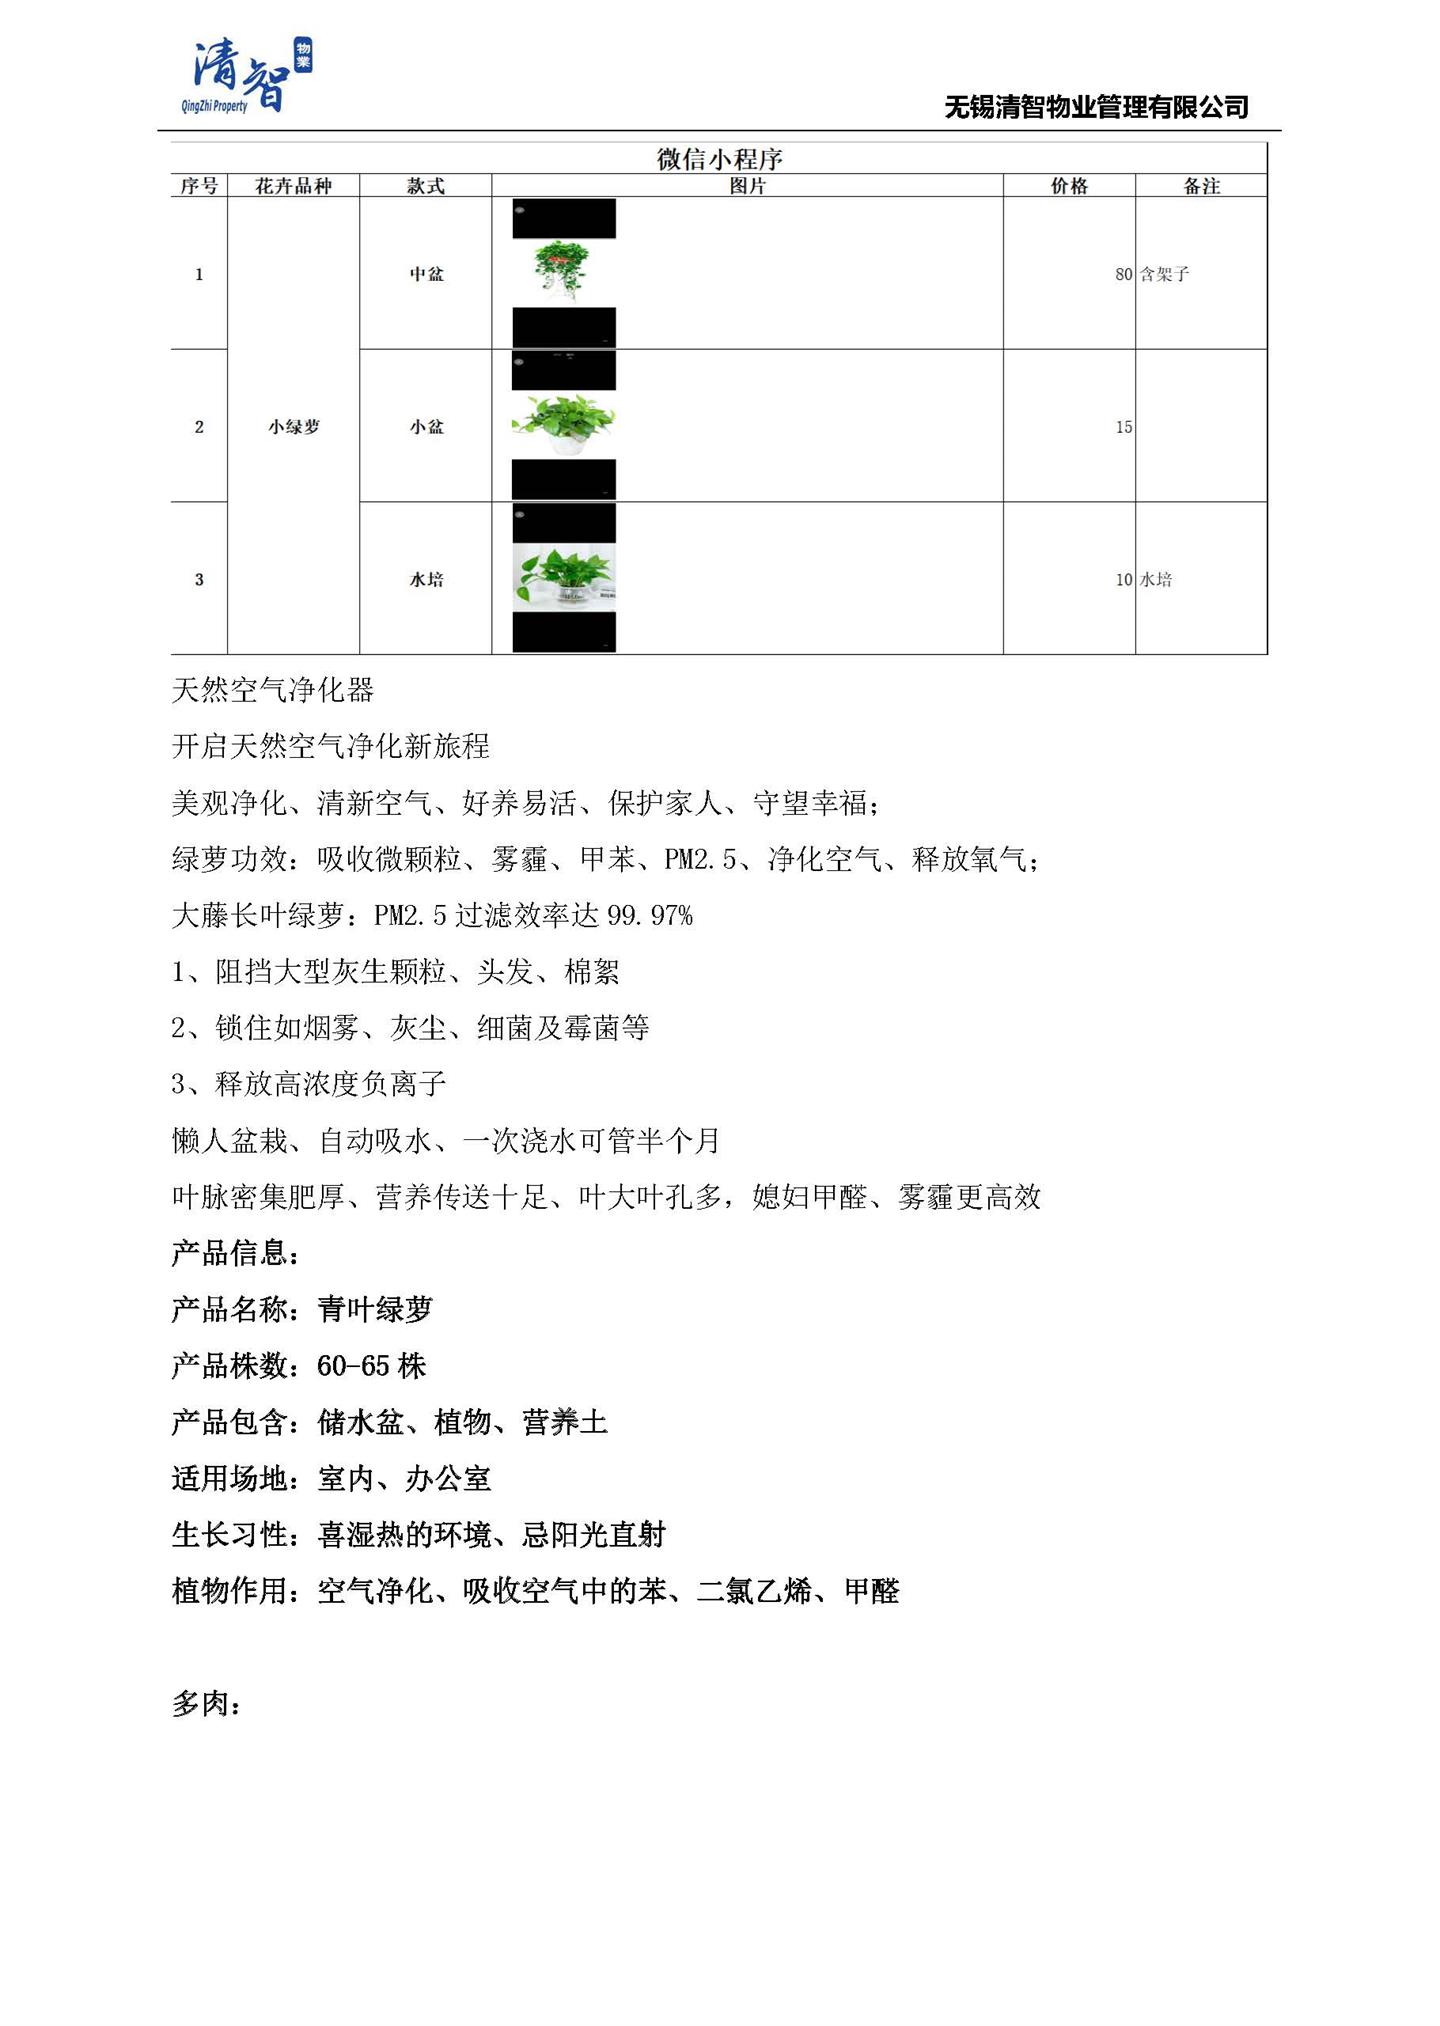 清智
物業
QingZhi Property
无锡清智物业管理有限公司
微信小程序
序号 花卉品种 款式 图片 价格 备注
1 中盆 80 含架子
2 小绿萝 小盆 15
3 水培 10 水培
天然空气净化器
开启天然空气净化新旅程
美观净化、清新空气、好养易活、保护家人、守望幸福；
绿萝功效：吸收微颗粒、雾霾、甲苯、PM2.5、净化空气、释放氧气；
大藤长叶绿萝：PM2.5过滤效率达99.97%
1、阻挡大型灰生颗粒、头发、棉絮
2、锁住如烟雾、灰尘、细菌及霉菌等
3、释放高浓度负离子
懒人盆栽、自动吸水、一次浇水可管半个月
叶脉密集肥厚、营养传送十足、叶大叶孔多，媳妇甲醛、雾霾更高效
产品信息：
产品名称：青叶绿萝
产品株数：60-65株
产品包含：储水盆、植物、营养土
适用场地：室内、办公室
生长习性：喜湿热的环境、忌阳光直射
植物作用：空气净化、吸收空气中的苯、二氯乙烯、甲醛
多肉：